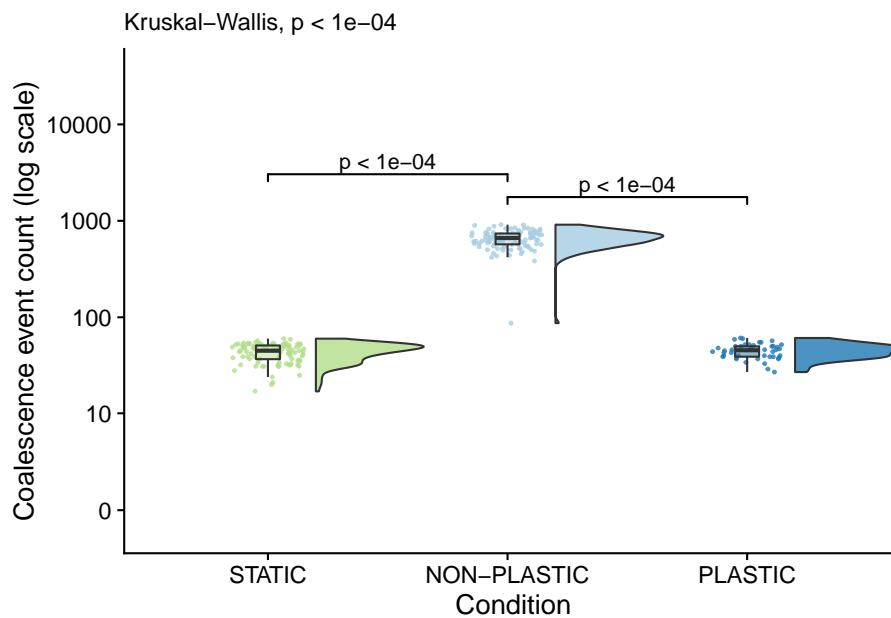 Kruskal−Wallis, p < 1e−04
Coalescence event count (log scale)
10000
1000
100
10
0
p < 1e−04
p < 1e−04
STATIC
NON−PLASTIC
PLASTIC
Condition